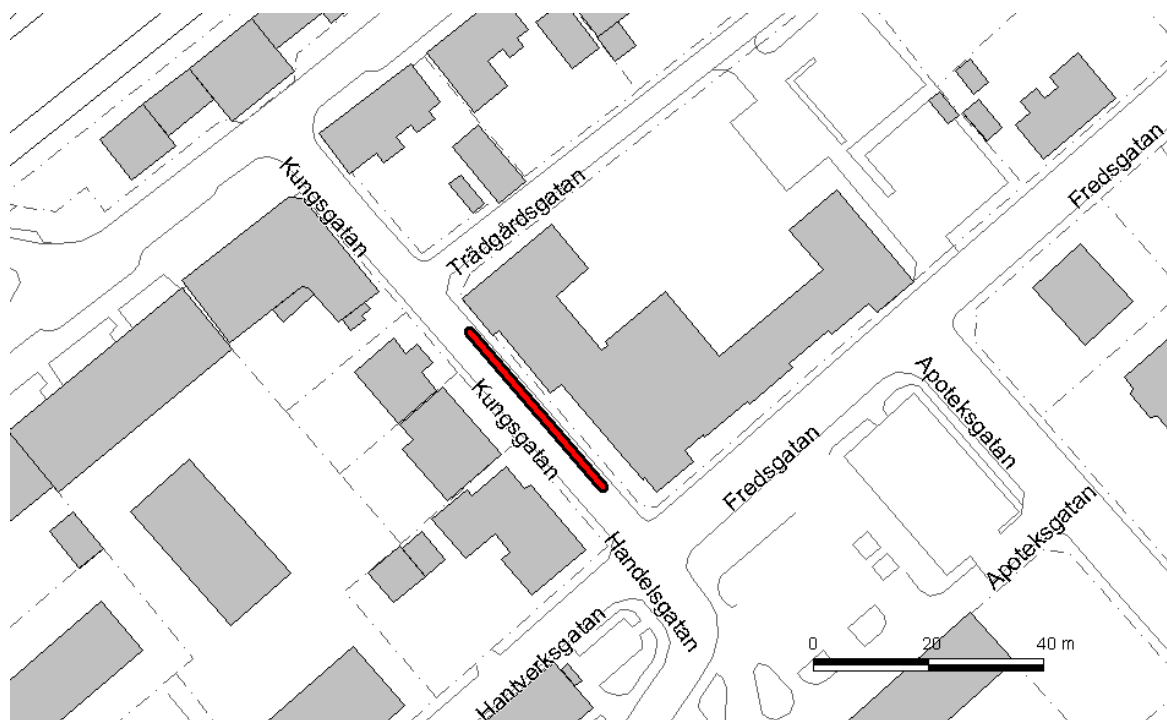 Kungsgatan
Trädgårdsgatan
Fredsgatan
Kungsgatan
Apoteksgatan
Fredsgatan
Apoteksgatan
Handelsgatan
Hantverksgatan
0 20 40 m